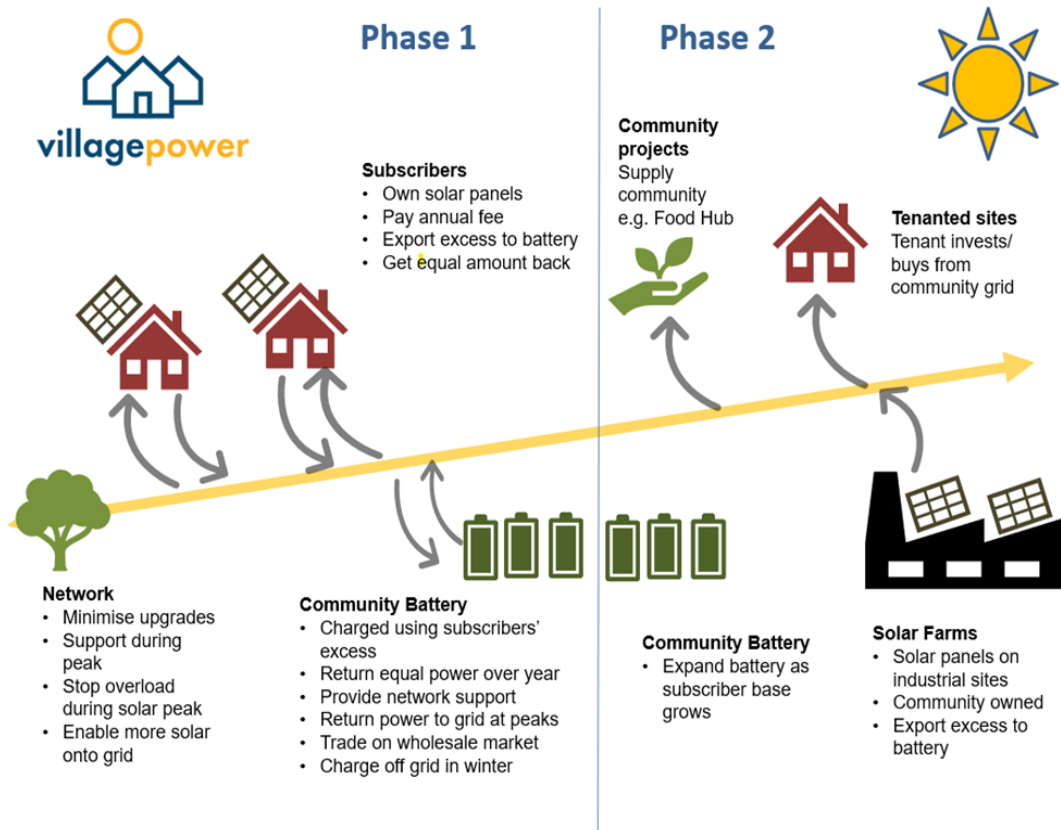 Phase 1
Phase 2
villagepower
Subscribers
• Own solar panels
• Pay annual fee
• Export excess to battery
• Get equal amount back
Community
projects
Supply
community
e.g. Food Hub
Tenanted sites
Tenant invests/
buys from
community grid
Network
• Minimise upgrades
• Support during
peak
• Stop overload
during solar peak
• Enable more solar
onto grid
Community Battery
• Charged using subscribers'
excess
• Return equal power over year
• Provide network support
• Return power to grid at peaks
• Trade on wholesale market
• Charge off grid in winter
Community Battery
• Expand battery as
subscriber base
grows
Solar Farms
• Solar panels on
industrial sites
• Community owned
• Export excess to
battery